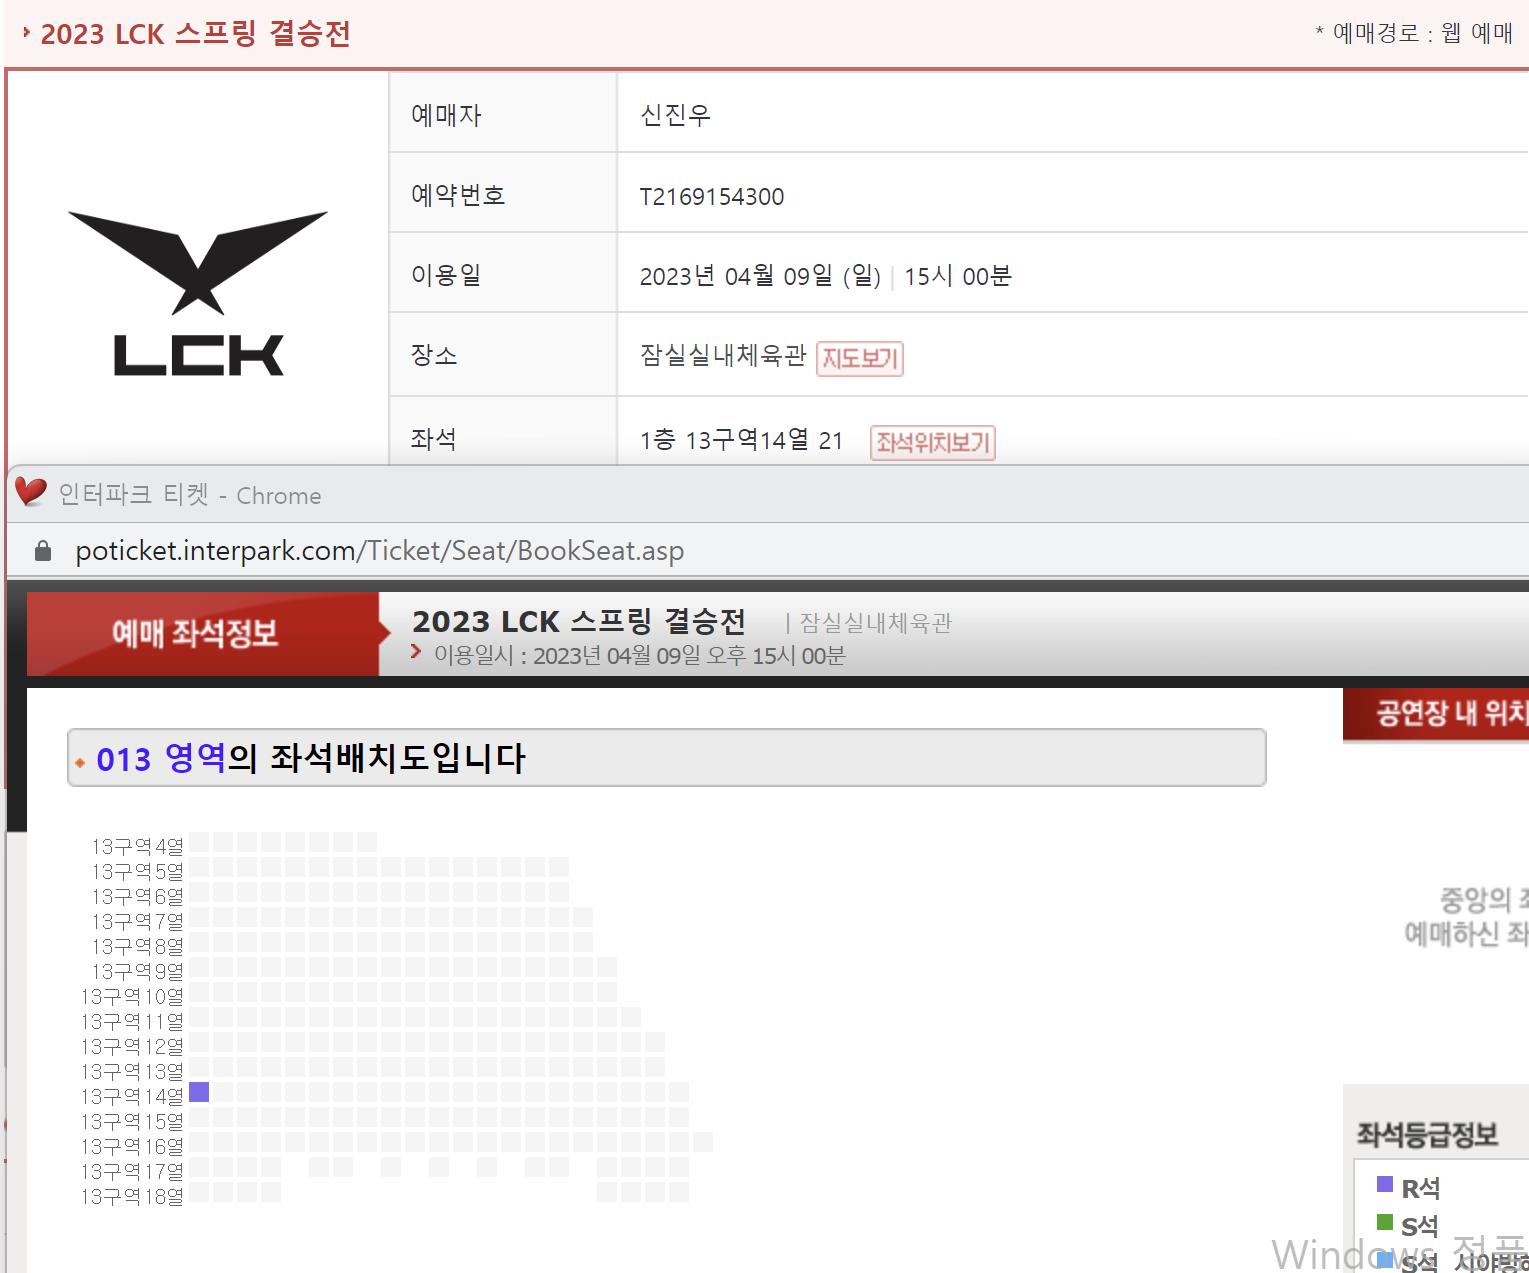 2023 LCK 스프링 결승전
* 예매경로 : 웹 예매
예매자 신진우
예약번호 T2169154300
이용일 2023년 04월 09일 (일) | 15시 00분
장소 잠실실내체육관 지도보기
좌석 1층 13구역14열 21 좌석위치보기
LCK
인터파크 티켓 - Chrome
poticket.interpark.com/Ticket/Seat/BookSeat.asp
예매 좌석정보
2023 LCK 스프링 결승전 | 잠실실내체육관
이용일시 : 2023년 04월 09일 오후 15시 00분
공연장 내 위치
013 영역의 좌석배치도입니다
13구역4열
13구역5열
13구역6열
13구역7열
13구역8열
13구역9열
13구역10열
13구역11열
13구역12열
13구역13열
13구역14열
13구역15열
13구역16열
13구역17열
13구역18열
중앙의
예매하신
좌석등급정보
R석
S석
S석
Windows 정품